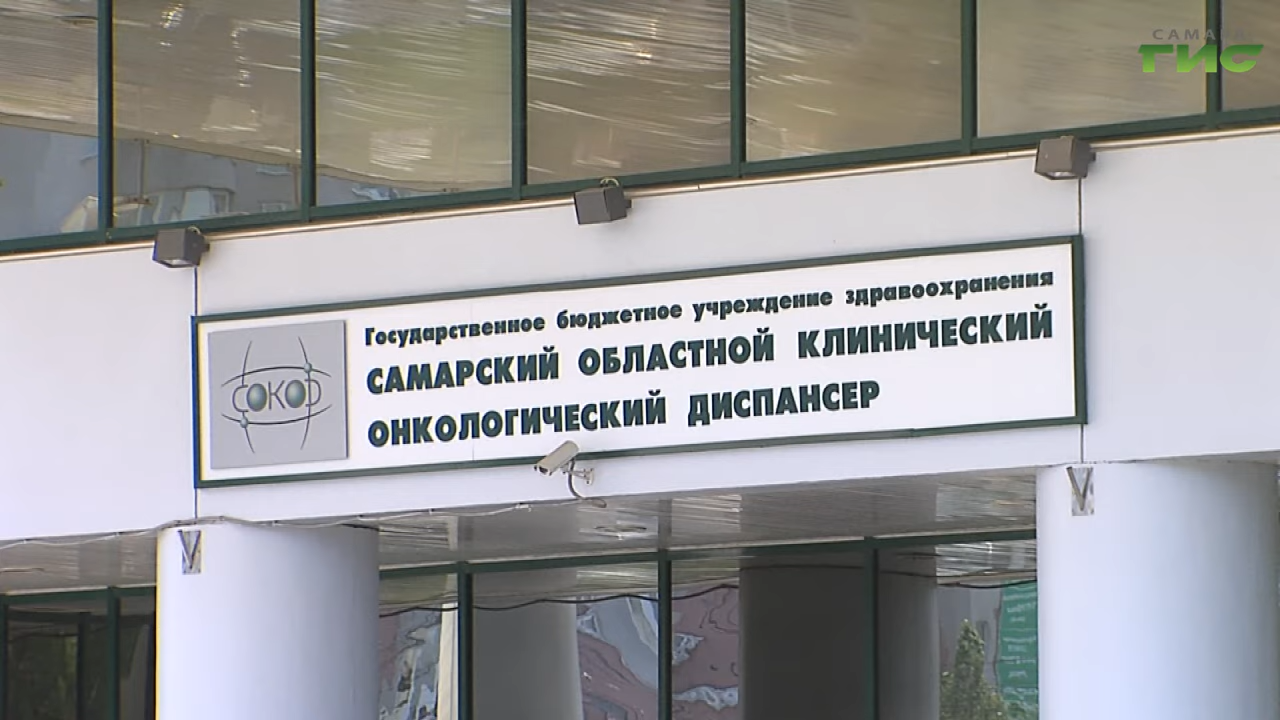 САМАРА
ГИС
Государственное бюджетное учреждение здравоохранения
САМАРСКИЙ ОБЛАСТНОЙ КЛИНИЧЕСКИЙ
ОНКОЛОГИЧЕСКИЙ ДИСПАНСЕР
СОКОД